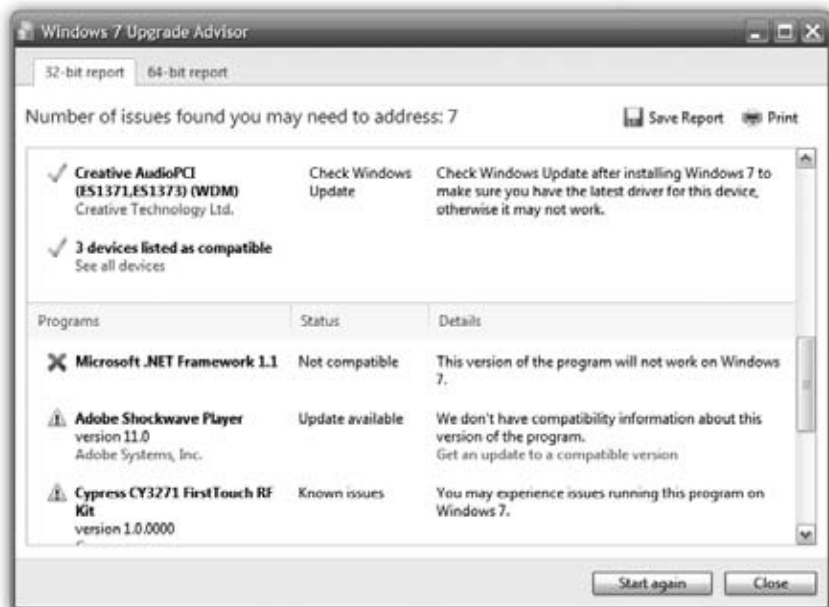 Windows 7 Upgrade Advisor
32-bit report 64-bit report
Number of issues found you may need to address: 7
Save Report Print
Creative AudioPCI
(ES1371,ES1373) (WDM)
Creative Technology Ltd.
Check Windows
Update
Check Windows Update after installing Windows 7 to
make sure you have the latest driver for this device,
otherwise it may not work.
3 devices listed as compatible
See all devices
Programs Status Details
Microsoft .NET Framework 1.1
Not compatible
This version of the program will not work on Windows
7.
Adobe Shockwave Player
version 11.0
Adobe Systems, Inc.
Update available
We don't have compatibility information about this
version of the program.
Get an update to a compatible version
Cypress CY3271 FirstTouch RF
Kit
version 1.0.0000
Known issues
You may experience issues running this program on
Windows 7.
Start again Close